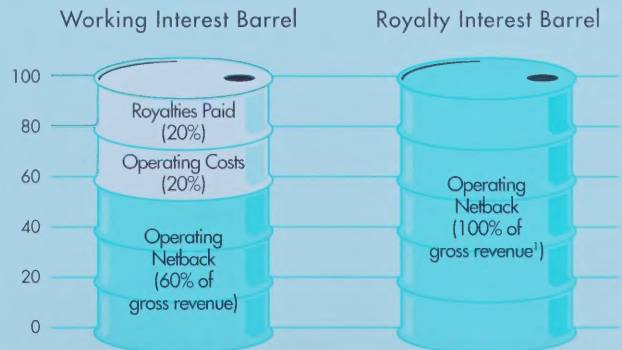 Working Interest Barrel
Royalty Interest Barrel
100
80
60
40
20
0
Royalties Paid
(20%)
Operating Costs
(20%)
Operating
Netback
(60% of
gross revenue)
Operating
Netback
(100% of
gross revenue¹)